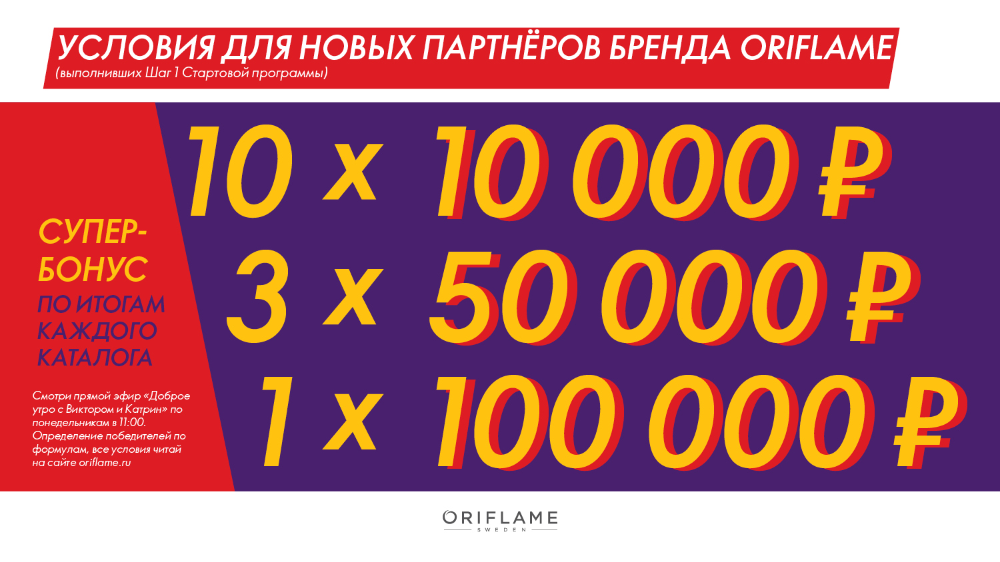 УСЛОВИЯ ДЛЯ НОВЫХ ПАРТНЁРОВ БРЕНДА ORIFLAME
(выполнивших Шаг 1 Стартовой программы)
10 x 10 000 ₽
3 x 50 000 ₽
1 x 100 000 ₽
СУПЕР-
БОНУС
ПО ИТОГАМ
КАЖДОГО
КАТАЛОГА
Смотри прямой эфир «Доброе
утро с Виктором и Катрин» по
понедельникам в 11:00.
Определение победителей по
формулам, все условия читай
на сайте oriflame.ru
ORIFLAME
SWEDEN